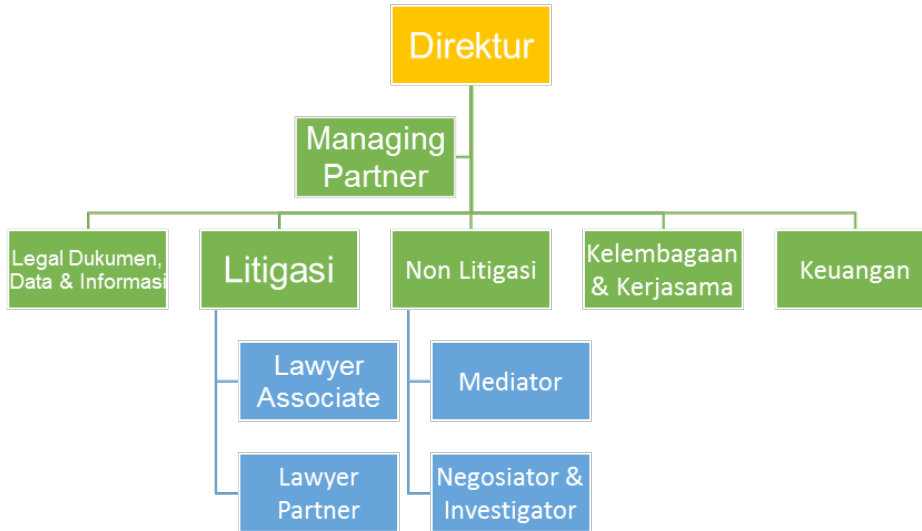 Direktur
Managing
Partner
Legal Dukumen,
Data & Informasi
Litigasi
Non Litigasi
Kelembagaan
& Kerjasama
Keuangan
Lawyer
Associate
Mediator
Lawyer
Partner
Negosiator &
Investigator